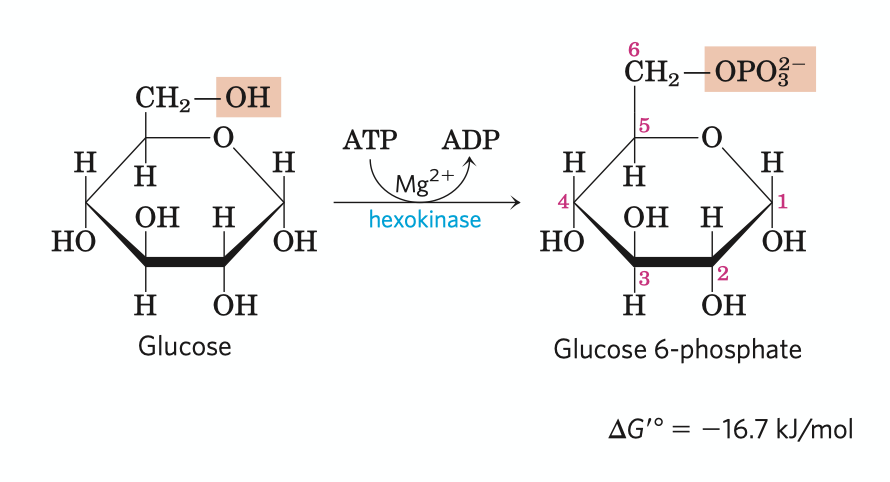 6
CH₂—OPO₃²⁻
CH₂—OH
5
O
O
ATP
ADP
H
H
H
H
H
H
Mg²⁺
4
1
OH
H
hexokinase
OH
H
HO
OH
HO
OH
3
2
H
OH
H
OH
Glucose
Glucose 6-phosphate
ΔG′° = −16.7 kJ/mol